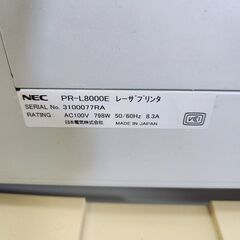 NEC PR-L8000E レーザプリンタ
SERIAL No. 3100077RA
RATING: AC100V 798W 50/60Hz 8.3A
日本電気株式会社 MADE IN JAPAN
VCCI